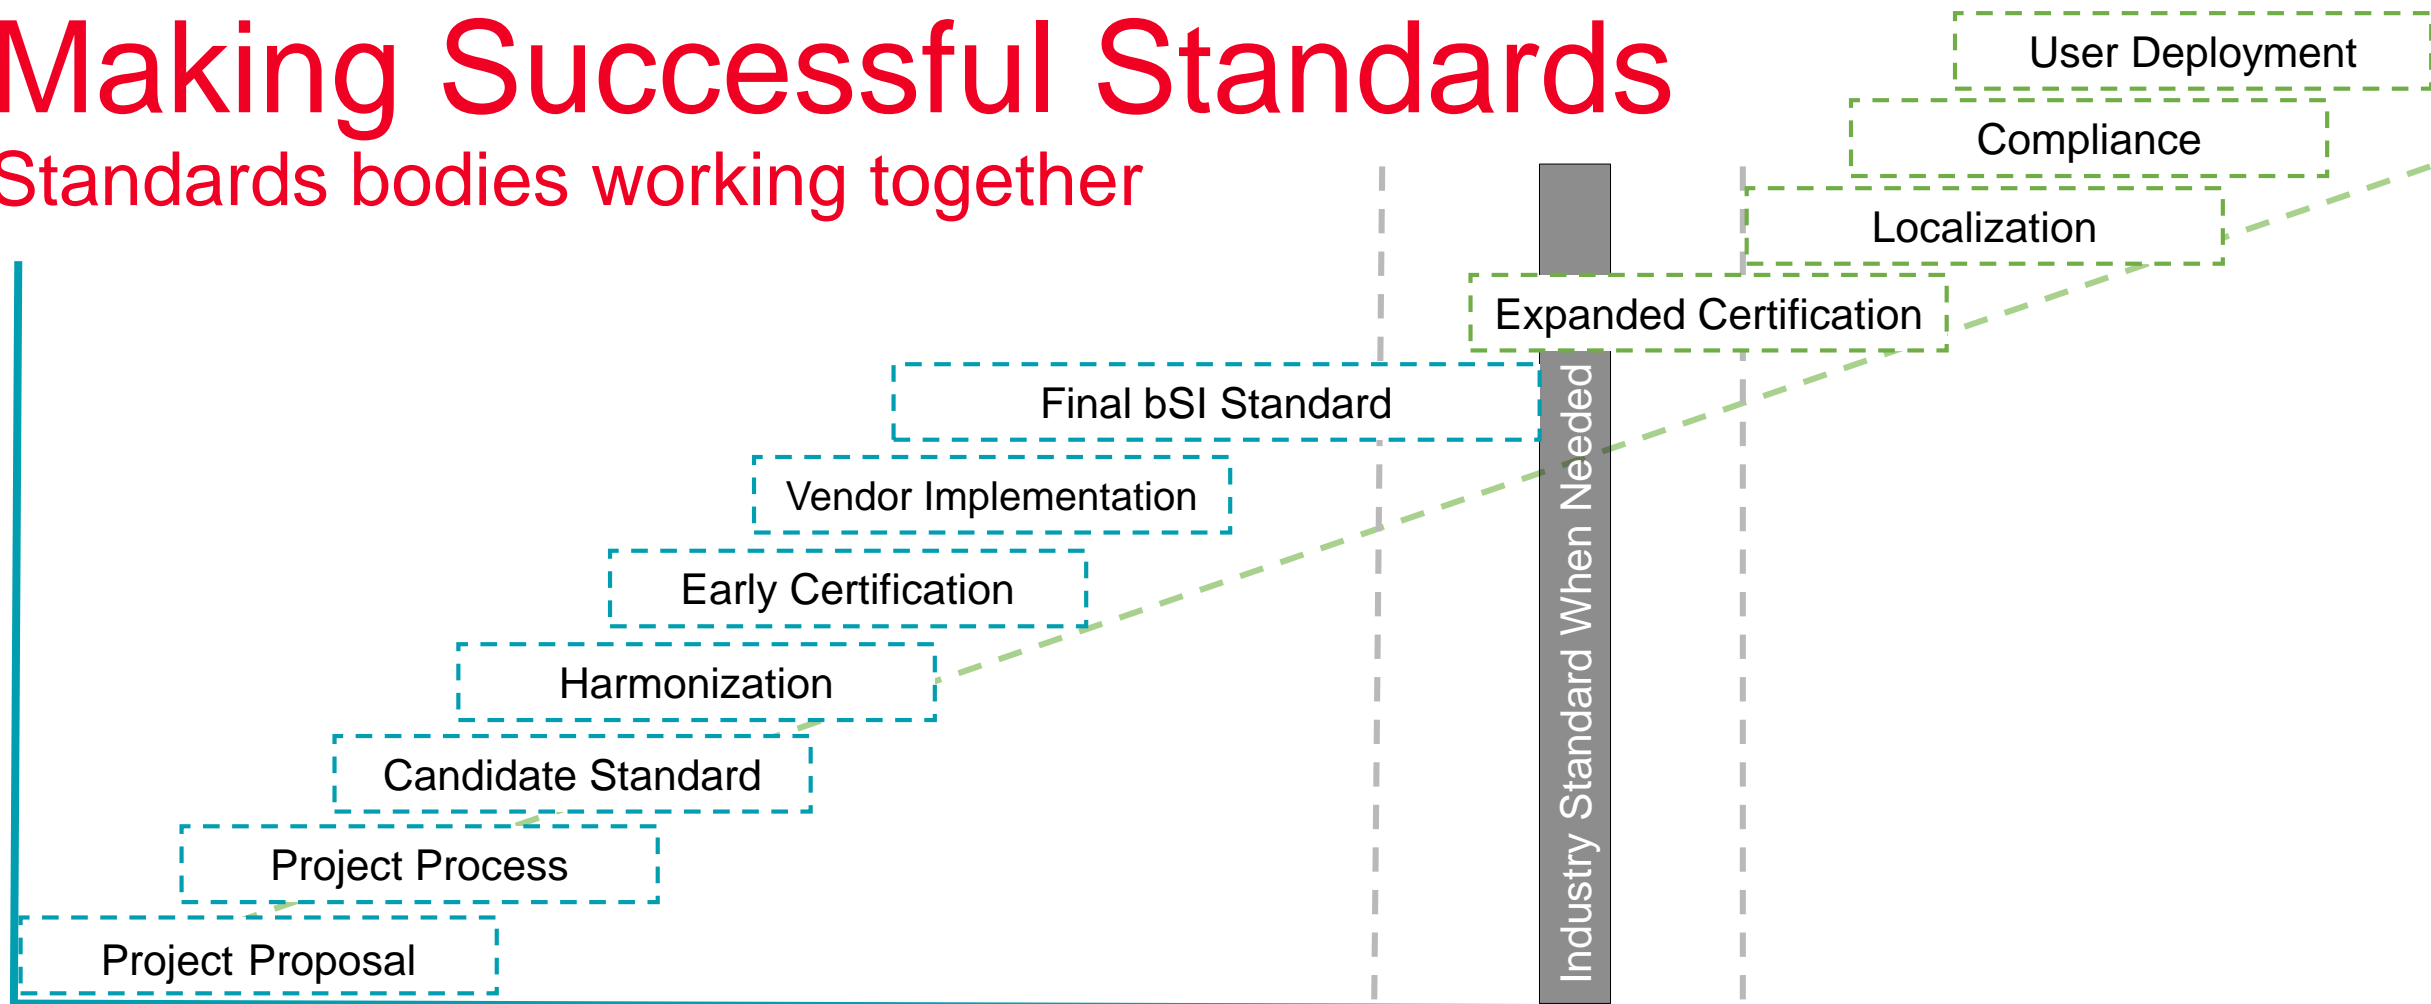 Making Successful Standards
Standards bodies working together
User Deployment
Compliance
Localization
Expanded Certification
Final bSI Standard
Vendor Implementation
Early Certification
Harmonization
Candidate Standard
Project Process
Project Proposal
Industry Standard When Needed